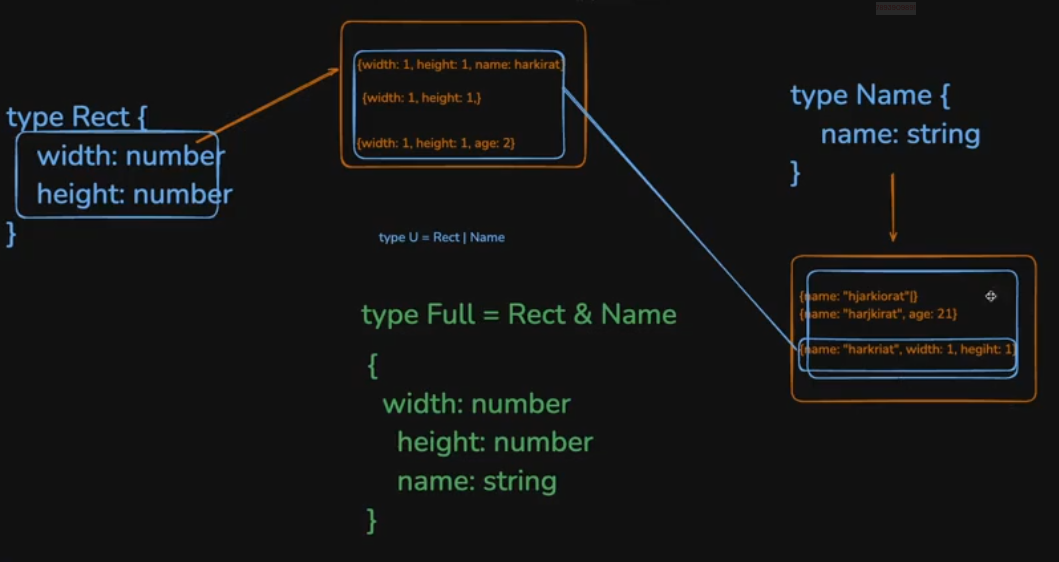 type Rect {
width: number
height: number
}
{width: 1, height: 1, name: harkirat}
{width: 1, height: 1,}
{width: 1, height: 1, age: 2}
type Name {
name: string
}
type U = Rect | Name
{name: "hjarkiorat"|}
{name: "harjkirat", age: 21}
{name: "harkriat", width: 1, hegiht: 1}
type Full = Rect & Name
{
width: number
height: number
name: string
}